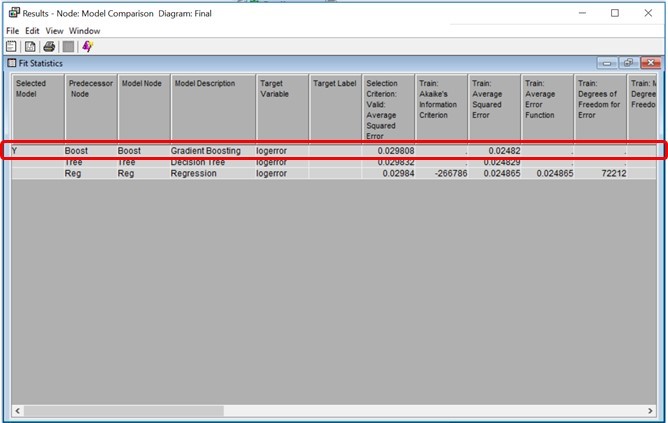 Results - Node: Model Comparison Diagram: Final
File Edit View Window
Fit Statistics
Selected Model Predecessor Node Model Node Model Description Target Variable Target Label Selection Criterion: Valid: Average Squared Error Train: Akaike's Information Criterion Train: Average Squared Error Train: Average Error Function Train: Degrees of Freedom for Error Train: M Degree Freedo
Y Boost Boost Gradient Boosting logerror 0.029808 . 0.02482 . .
Tree Tree Decision Tree logerror 0.029832 . 0.024829 . .
Reg Reg Regression logerror 0.02984 -266786 0.024865 0.024865 72212